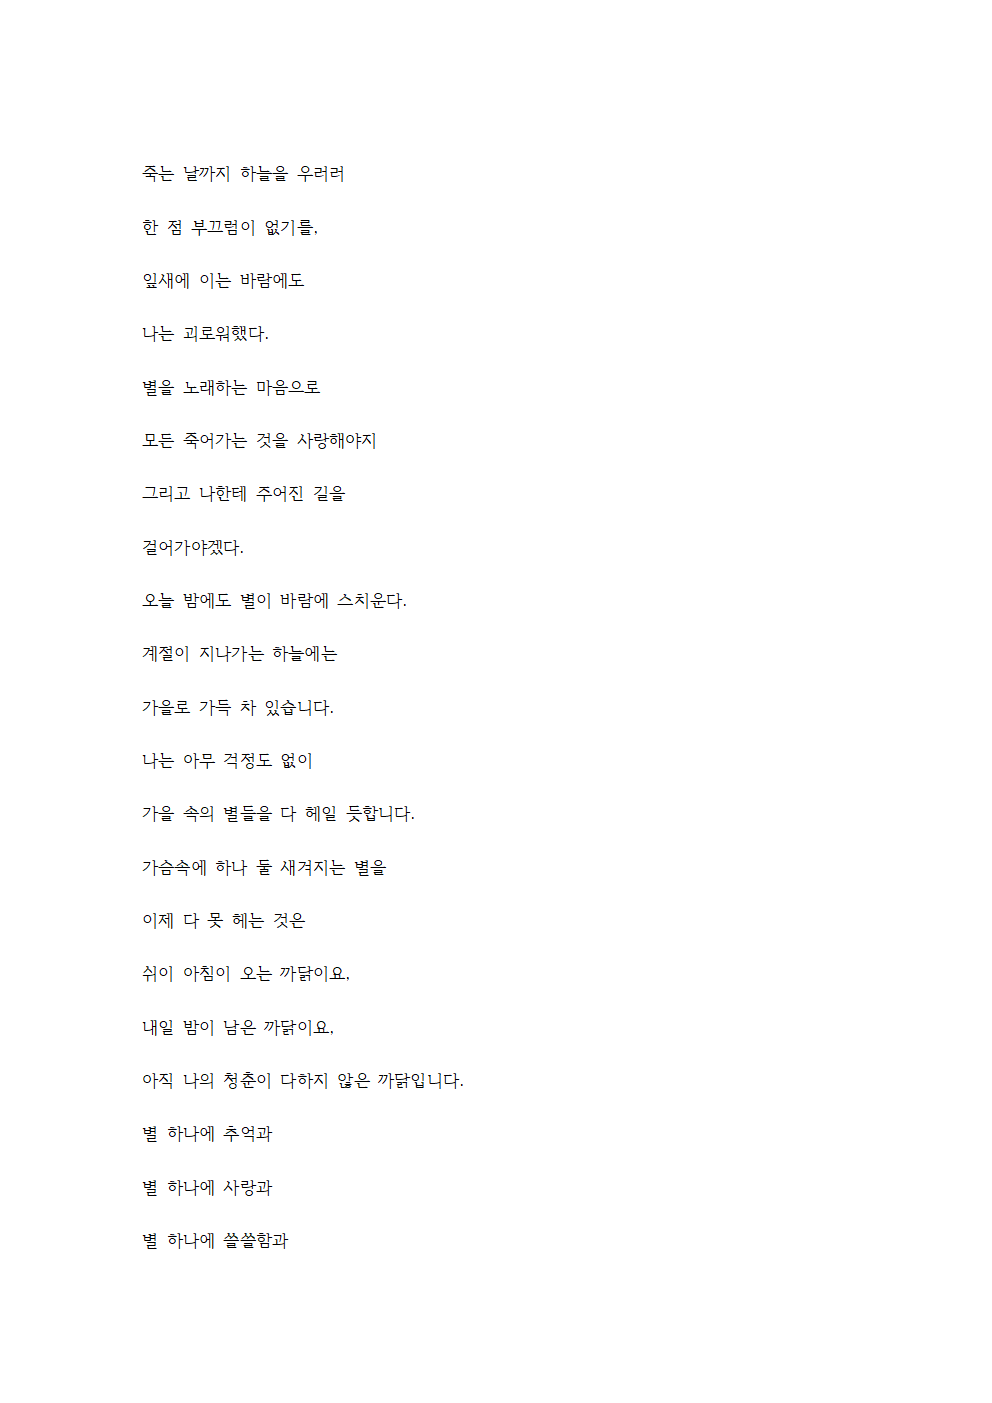 죽는 날까지 하늘을 우러러
한 점 부끄럼이 없기를,
잎새에 이는 바람에도
나는 괴로워했다.
별을 노래하는 마음으로
모든 죽어가는 것을 사랑해야지
그리고 나한테 주어진 길을
걸어가야겠다.
오늘 밤에도 별이 바람에 스치운다.
계절이 지나가는 하늘에는
가을로 가득 차 있습니다.
나는 아무 걱정도 없이
가을 속의 별들을 다 헤일 듯합니다.
가슴속에 하나 둘 새겨지는 별을
이제 다 못 헤는 것은
쉬이 아침이 오는 까닭이요,
내일 밤이 남은 까닭이요,
아직 나의 청춘이 다하지 않은 까닭입니다.
별 하나에 추억과
별 하나에 사랑과
별 하나에 쓸쓸함과